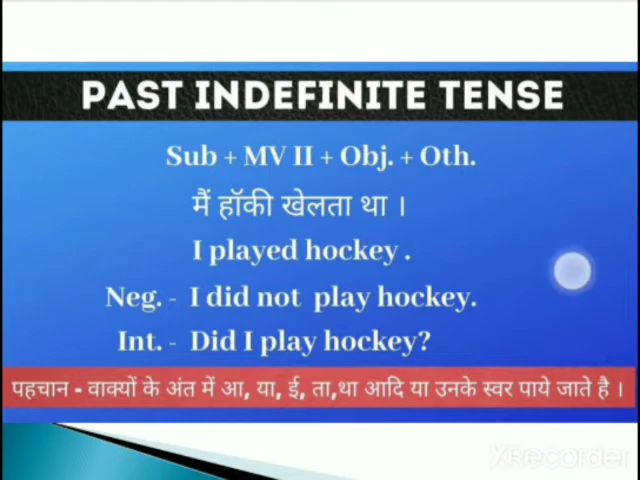 PAST INDEFINITE TENSE
Sub + MV II + Obj. + Oth.
मैं हॉकी खेलता था ।
I played hockey .
Neg. - I did not play hockey.
Int. - Did I play hockey?
पहचान - वाक्यों के अंत में आ, या, ई, ता,था आदि या उनके स्वर पाये जाते है ।
XRecorder